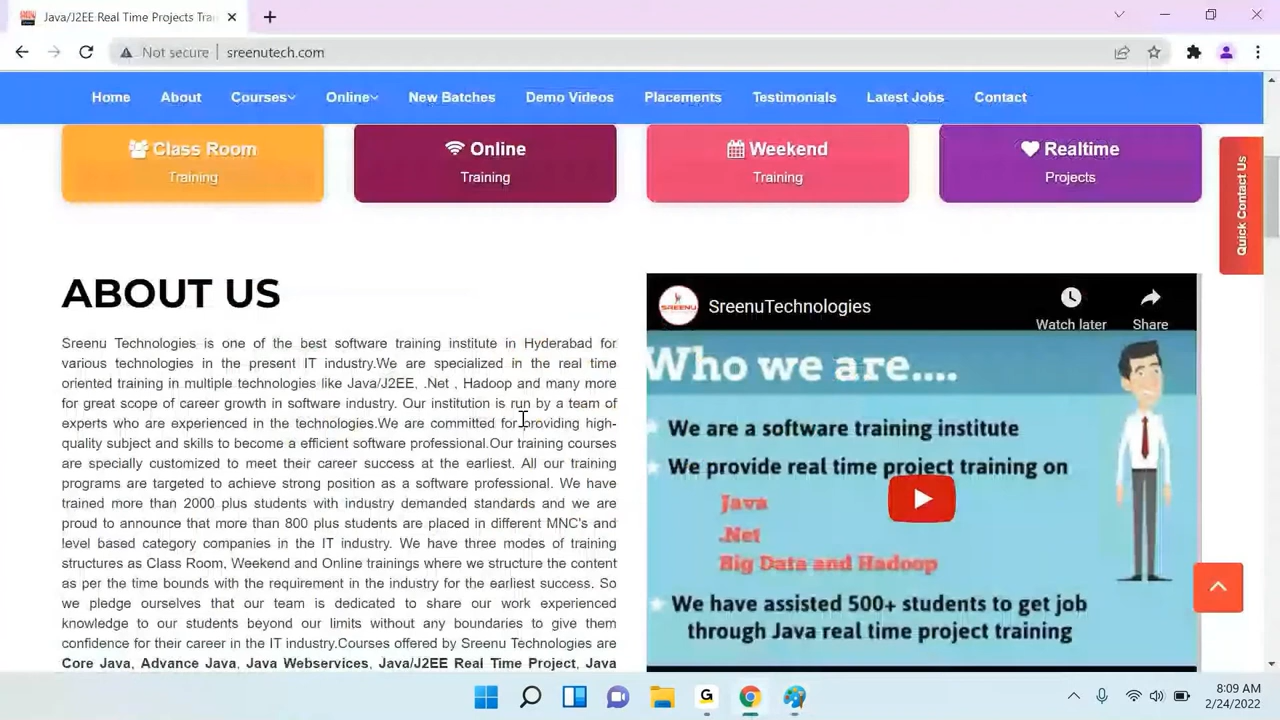 Java/J2EE Real Time Projects Trai
Not secure
sreenutech.com
Home
About
Courses
Online
New Batches
Demo Videos
Placements
Testimonials
Latest Jobs
Contact
Class Room
Training
Online
Training
Weekend
Training
Realtime
Projects
Quick Contact Us
ABOUT US
Sreenu Technologies is one of the best software training institute in Hyderabad for
various technologies in the present IT industry.We are specialized in the real time
oriented training in multiple technologies like Java/J2EE, .Net , Hadoop and many more
for great scope of career growth in software industry. Our institution is run by a team of
experts who are experienced in the technologies.We are committed for providing high-
quality subject and skills to become a efficient software professional.Our training courses
are specially customized to meet their career success at the earliest. All our training
programs are targeted to achieve strong position as a software professional. We have
trained more than 2000 plus students with industry demanded standards and we are
proud to announce that more than 800 plus students are placed in different MNC's and
level based category companies in the IT industry. We have three modes of training
structures as Class Room, Weekend and Online trainings where we structure the content
as per the time bounds with the requirement in the industry for the earliest success. So
we pledge ourselves that our team is dedicated to share our work experienced
knowledge to our students beyond our limits without any boundaries to give them
confidence for their career in the IT industry.Courses offered by Sreenu Technologies are
Core Java, Advance Java, Java Webservices, Java/J2EE Real Time Project, Java
SREENU
SreenuTechnologies
Watch later
Share
Who we are....
We are a software training institute
We provide real time project training on
Java
.Net
Big Data and Hadoop
We have assisted 500+ students to get job
through Java real time project training
8:09 AM
2/24/2022